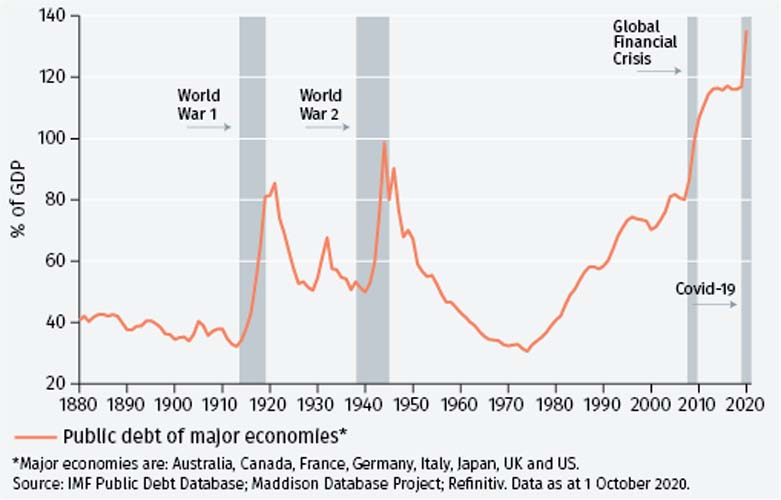 140
120
100
80
60
40
20
% of GDP
World
War 1
World
War 2
Global
Financial
Crisis
Covid-19
1880 1890 1900 1910 1920 1930 1940 1950 1960 1970 1980 1990 2000 2010 2020
Public debt of major economies*
*Major economies are: Australia, Canada, France, Germany, Italy, Japan, UK and US.
Source: IMF Public Debt Database; Maddison Database Project; Refinitiv. Data as at 1 October 2020.